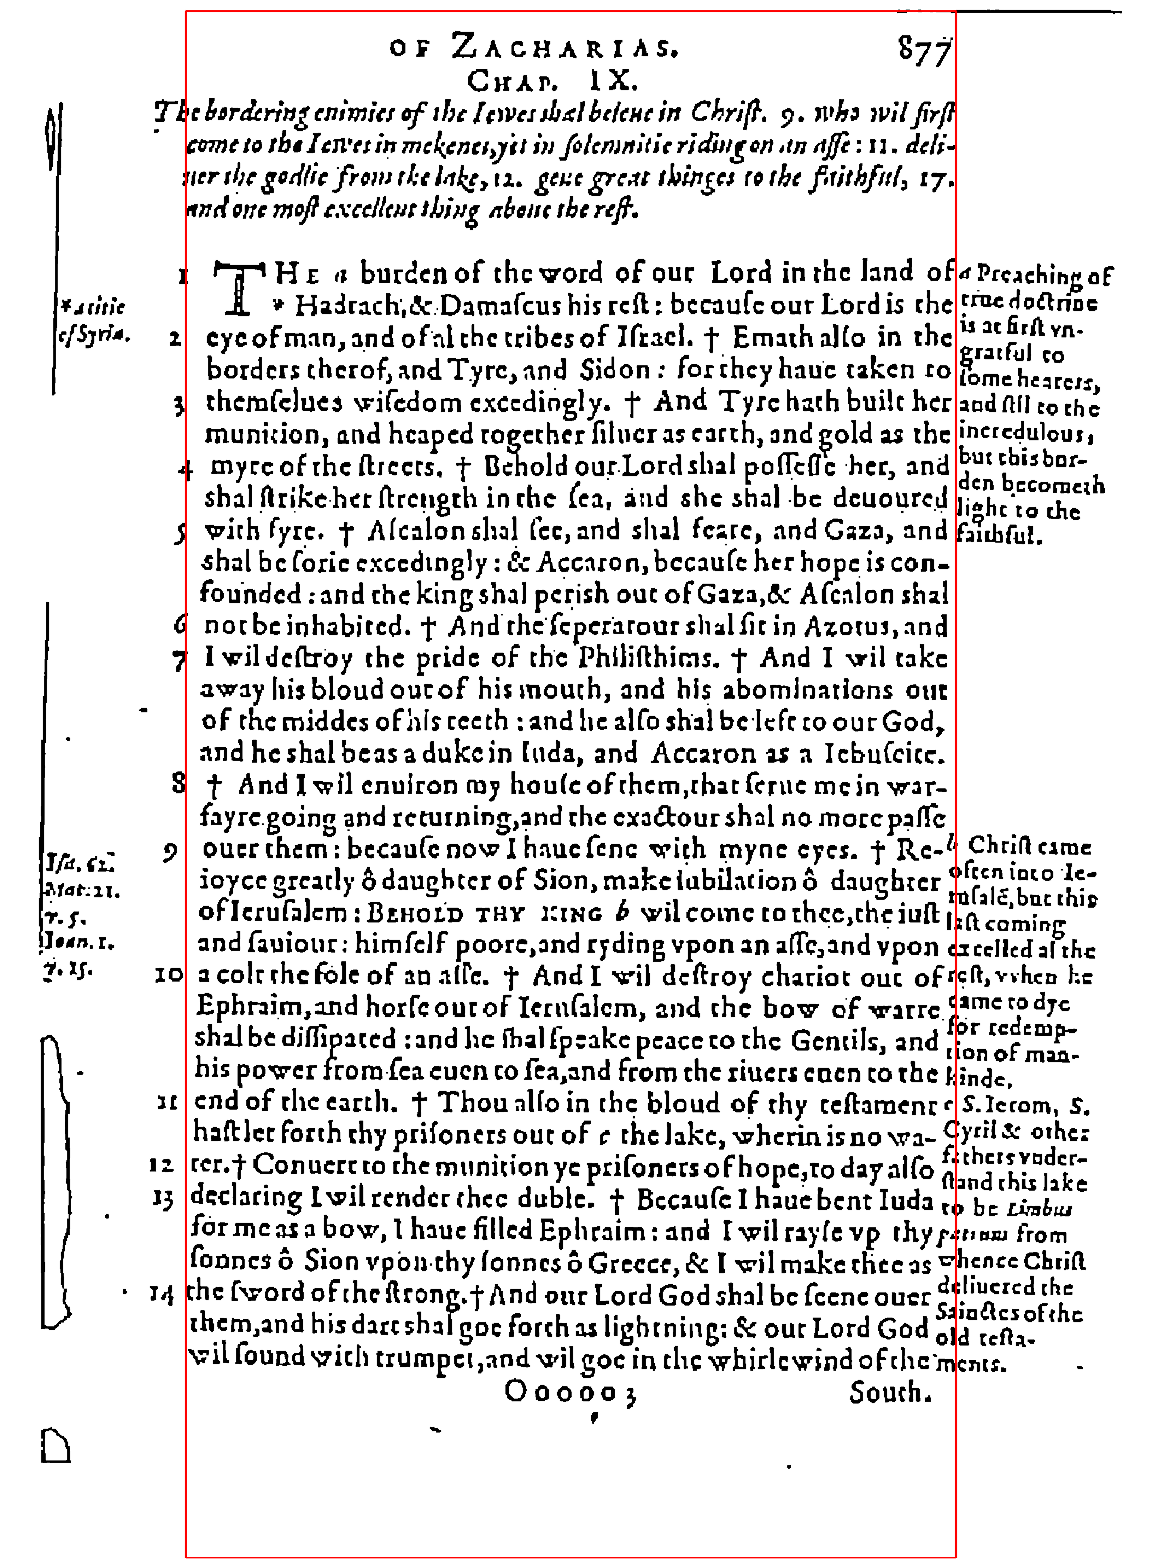 OF ZACHARIAS. 877
CHAP. IX.
The bordering enimies of the Iewes shal beleue in Chriſt. 9. who wil firſt
come to the Iewes in mekenes, yet in ſolemnitie riding on an aſſe: 11. deli-
uer the godlie from the lake, 12. geue great thinges to the faithful, 17.
and one moſt excellent thing aboue the reſt.
1 THE a burden of the word of our Lord in the land of
* Hadrach, & Damaſcus his reſt: becauſe our Lord is the
2 eye of man, and of al the tribes of Iſrael. † Emath alſo in the
borders therof, and Tyre, and Sidon: for they haue taken to
3 themſelues wiſedom excedingly. † And Tyre hath built her
munition, and heaped together ſiluer as earth, and gold as the
4 myre of the ſtreets. † Behold our Lord shal poſſeſſe her, and
shal ſtrike her ſtrength in the ſea, and she shal be deuoured
5 with fyre. † Aſcalon shal ſee, and shal feare, and Gaza, and
shal be ſorie excedingly: & Accaron, becauſe her hope is con-
founded: and the king shal perish out of Gaza, & Aſcalon shal
6 not be inhabited. † And the ſeperatour shal ſit in Azotus, and
7 I wil deſtroy the pride of the Philiſthims. † And I wil take
away his bloud out of his mouth, and his abominations out
of the middes of his teeth: and he alſo shal be left to our God,
and he shal be as a duke in Iuda, and Accaron as a Iebuſeite.
8 † And I wil enuiron my houſe of them, that ſerue me in war-
fayre going and returning, and the exactour shal no more paſſe
9 ouer them: becauſe now I haue ſene with myne eyes. † Re-
ioyce greatly ô daughter of Sion, make iubilation ô daughter
of Ieruſalem: BEHOLD THY KING b wil come to thee, the iuſt
and ſauiour: himſelf poore, and ryding vpon an aſſe, and vpon
10 a colt the fole of an aſſe. † And I wil deſtroy chariot out of
Ephraim, and horſe out of Ieruſalem, and the bow of warre
shal be diſſipated: and he ſhal ſpeake peace to the Gentils, and
his power from ſea euen to ſea, and from the riuers euen to the
11 end of the earth. † Thou alſo in the bloud of thy teſtament
haſt let forth thy priſoners out of c the lake, wherin is no wa-
12 ter. † Conuert to the munition ye priſoners of hope, to day alſo
13 declaring I wil render thee duble. † Becauſe I haue bent Iuda
for me as a bow, I haue filled Ephraim: and I wil rayſe vp thy
ſonnes ô Sion vpon thy ſonnes ô Greece, & I wil make thee as
14 the ſword of the ſtrong. † And our Lord God shal be ſeene ouer
them, and his dart shal goe forth as lightning: & our Lord God
wil ſound with trumpet, and wil goe in the whirlewind of the
Ooooo 3 South.
* a citie
of Syria.
Iſa. 62.
Mat. 21.
v. 5.
Ioan. 1.
v. 15.
a Preaching of
true doctrine
is at firſt vn-
gratful to
ſome hearers,
and ſtil to the
incredulous,
but this bor-
den becometh
light to the
faithful.
b Chriſt came
often into Ie-
ruſalē, but this
laſt coming
excelled al the
reſt, when he
came to dye
for redemp-
tion of man-
kinde.
c S. Ierom, S.
Cyril & other
fathers vnder-
ſtand this lake
to be Limbus
patrum from
whence Chriſt
deliuered the
Sainctes of the
old teſta-
ments.